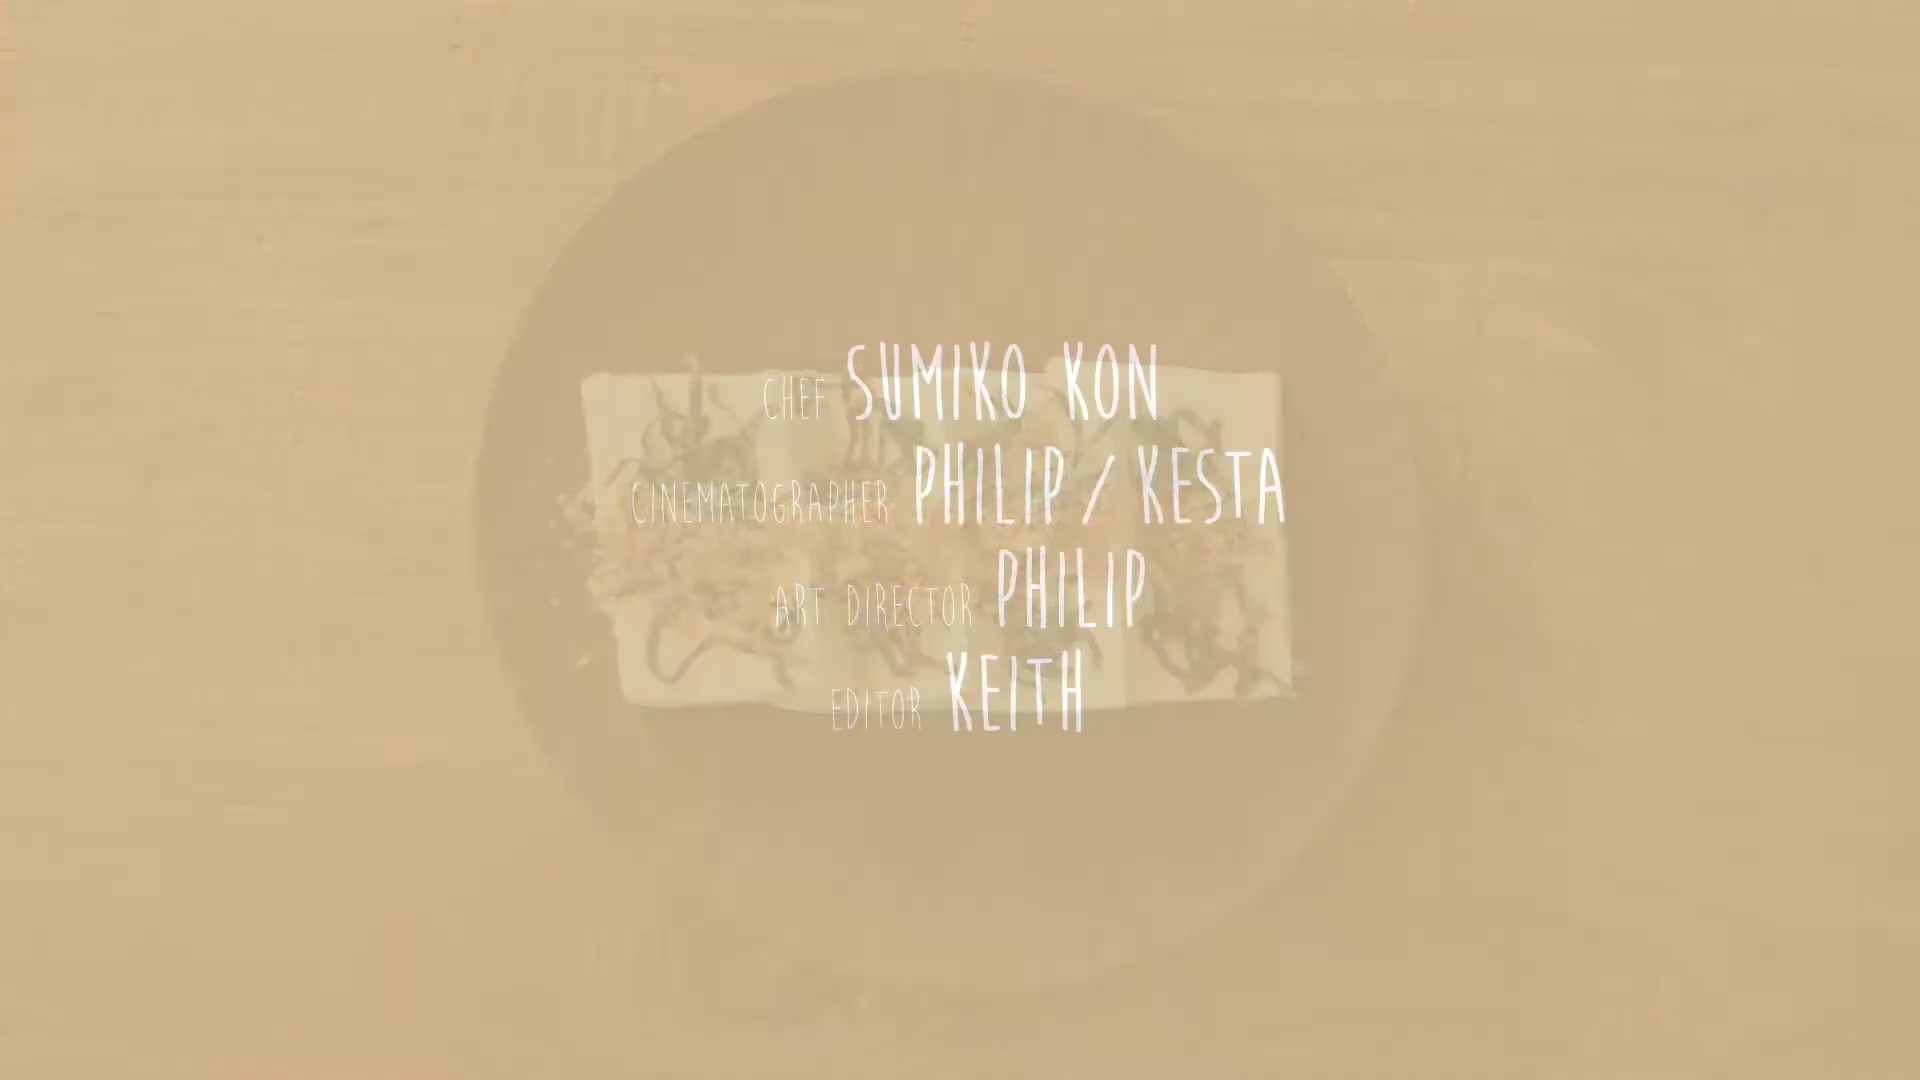 CHEF SUMIKO KON
CINEMATOGRAPHER PHILIP / KESTA
ART DIRECTOR PHILIP
EDITOR KEITH